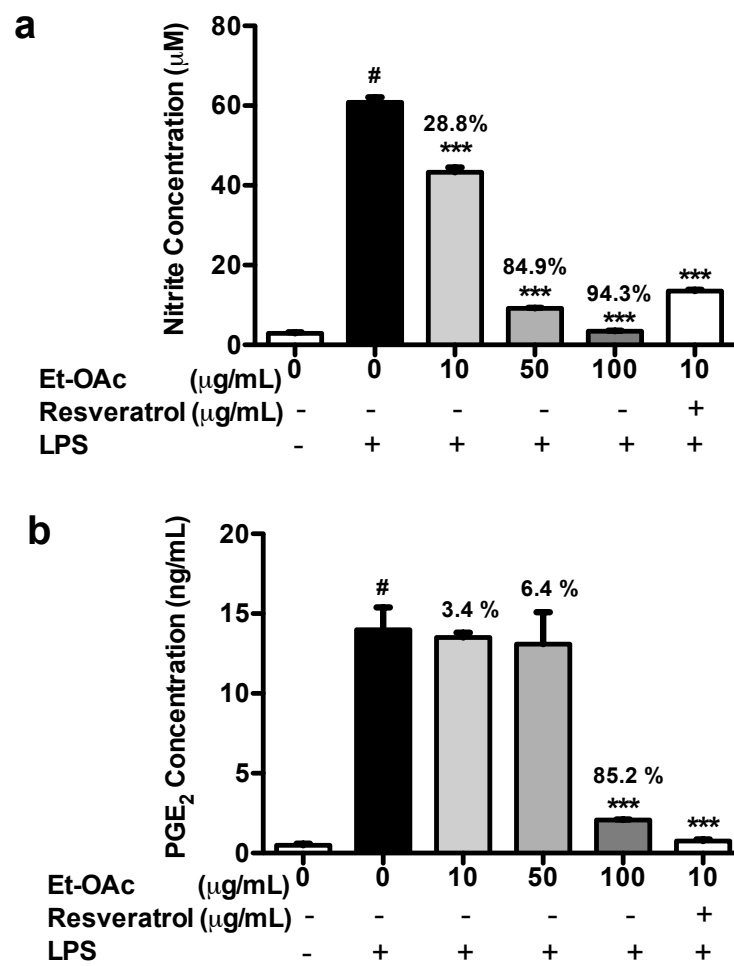 a
Nitrite Concentration (μM)
80
60
40
20
0
#
28.8%
***
84.9%
***
94.3%
***
***
Et-OAc (μg/mL) 0 0 10 50 100 10
Resveratrol (μg/mL) - - - - - +
LPS - + + + + +
b
PGE2 Concentration (ng/mL)
20
15
10
5
0
#
3.4 %
6.4 %
85.2 %
***
***
Et-OAc (μg/mL) 0 0 10 50 100 10
Resveratrol (μg/mL) - - - - - +
LPS - + + + + +